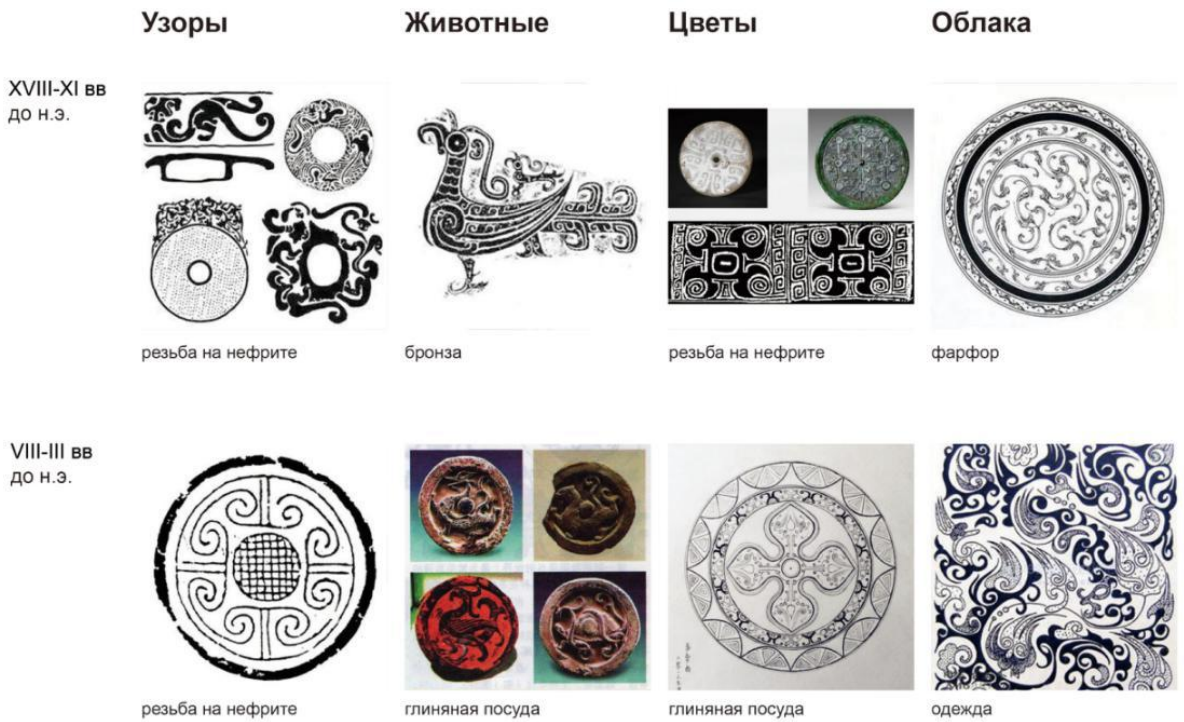 Узоры Животные Цветы Облака
XVIII-XI вв
до н.э.
резьба на нефрите бронза резьба на нефрите фарфор
VIII-III вв
до н.э.
резьба на нефрите глиняная посуда глиняная посуда одежда